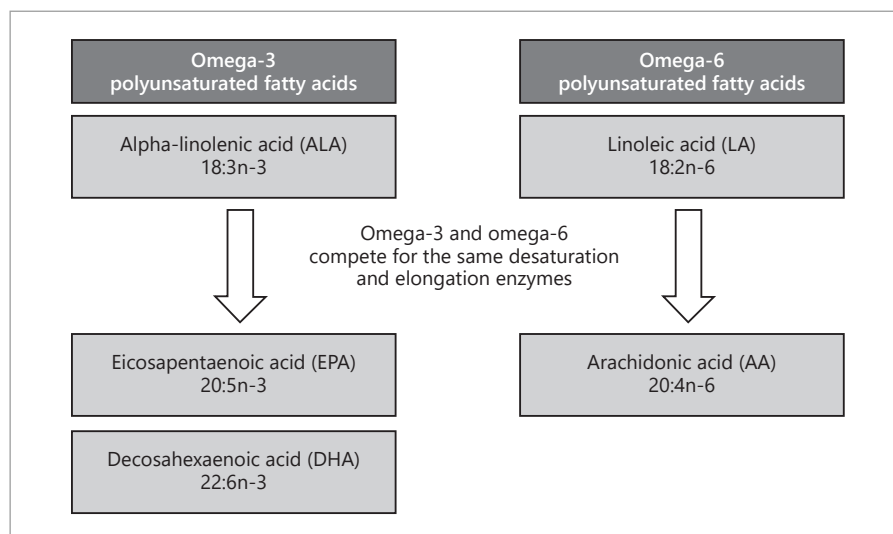 Omega-3
polyunsaturated fatty acids
Alpha-linolenic acid (ALA)
18:3n-3
Omega-6
polyunsaturated fatty acids
Linoleic acid (LA)
18:2n-6
Omega-3 and omega-6
compete for the same desaturation
and elongation enzymes
Eicosapentaenoic acid (EPA)
20:5n-3
Decosahexaenoic acid (DHA)
22:6n-3
Arachidonic acid (AA)
20:4n-6